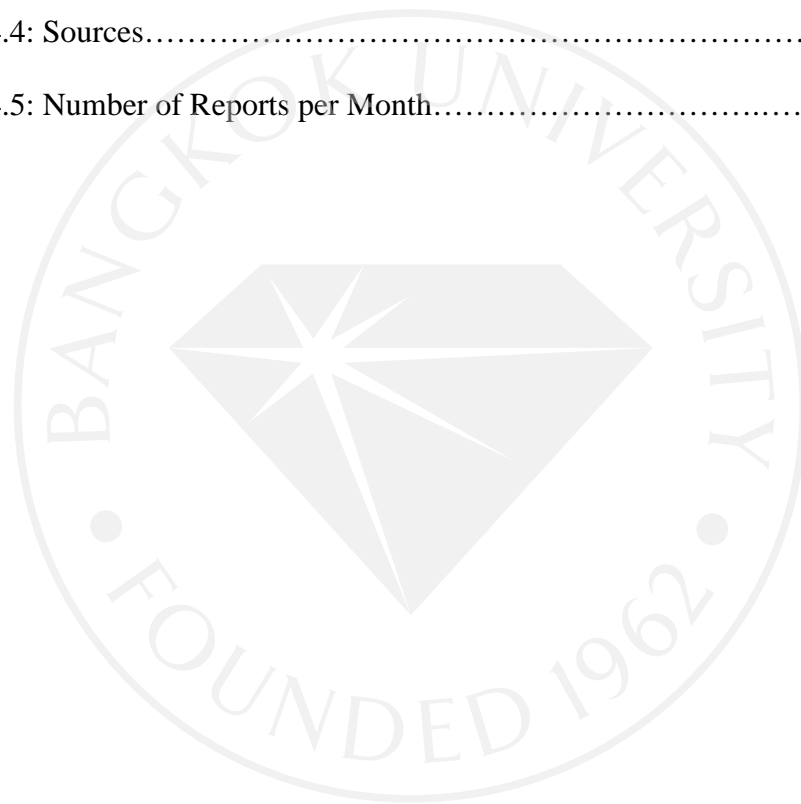 .4: Sources……………………………………………………………
.5: Number of Reports per Month………………………….….
BANGKOK UNIVERSITY
• FOUNDED 1962 •